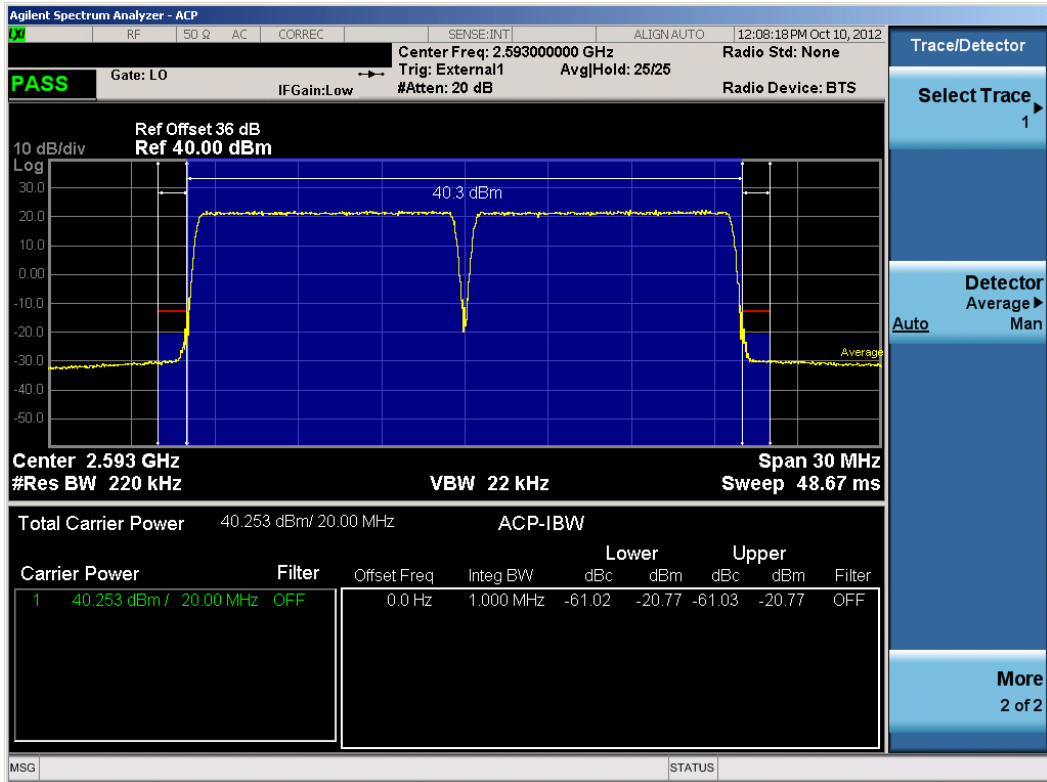 Agilent Spectrum Analyzer - ACP
LXI RF 50 Ω AC CORREC SENSE:INT ALIGN AUTO 12:08:18 PM Oct 10, 2012
Center Freq: 2.593000000 GHz Radio Std: None
Gate: LO Trig: External1 Avg|Hold: 25/25
PASS IFGain:Low #Atten: 20 dB Radio Device: BTS
Trace/Detector
Select Trace
1
Detector
Average
Auto Man
More
2 of 2
Ref Offset 36 dB
10 dB/div Ref 40.00 dBm
Log
30.0
20.0
10.0
0.00
-10.0
-20.0
-30.0
-40.0
-50.0
40.3 dBm
Average
Center 2.593 GHz Span 30 MHz
#Res BW 220 kHz VBW 22 kHz Sweep 48.67 ms
Total Carrier Power 40.253 dBm/ 20.00 MHz ACP-IBW
Lower Upper
Carrier Power Filter Offset Freq Integ BW dBc dBm dBc dBm Filter
1 40.253 dBm / 20.00 MHz OFF 0.0 Hz 1.000 MHz -61.02 -20.77 -61.03 -20.77 OFF
MSG STATUS